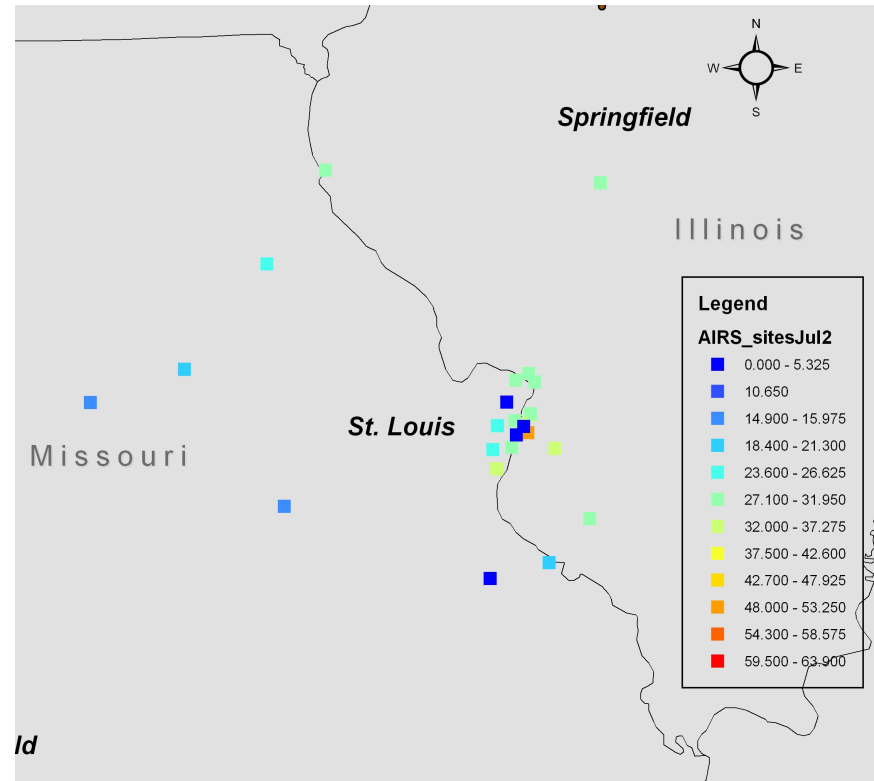 N
W E
S
Springfield
Illinois
Legend
AIRS_sitesJul2
0.000 - 5.325
10.650
14.900 - 15.975
18.400 - 21.300
23.600 - 26.625
27.100 - 31.950
32.000 - 37.275
37.500 - 42.600
42.700 - 47.925
48.000 - 53.250
54.300 - 58.575
59.500 - 63.900
St. Louis
Missouri
ld